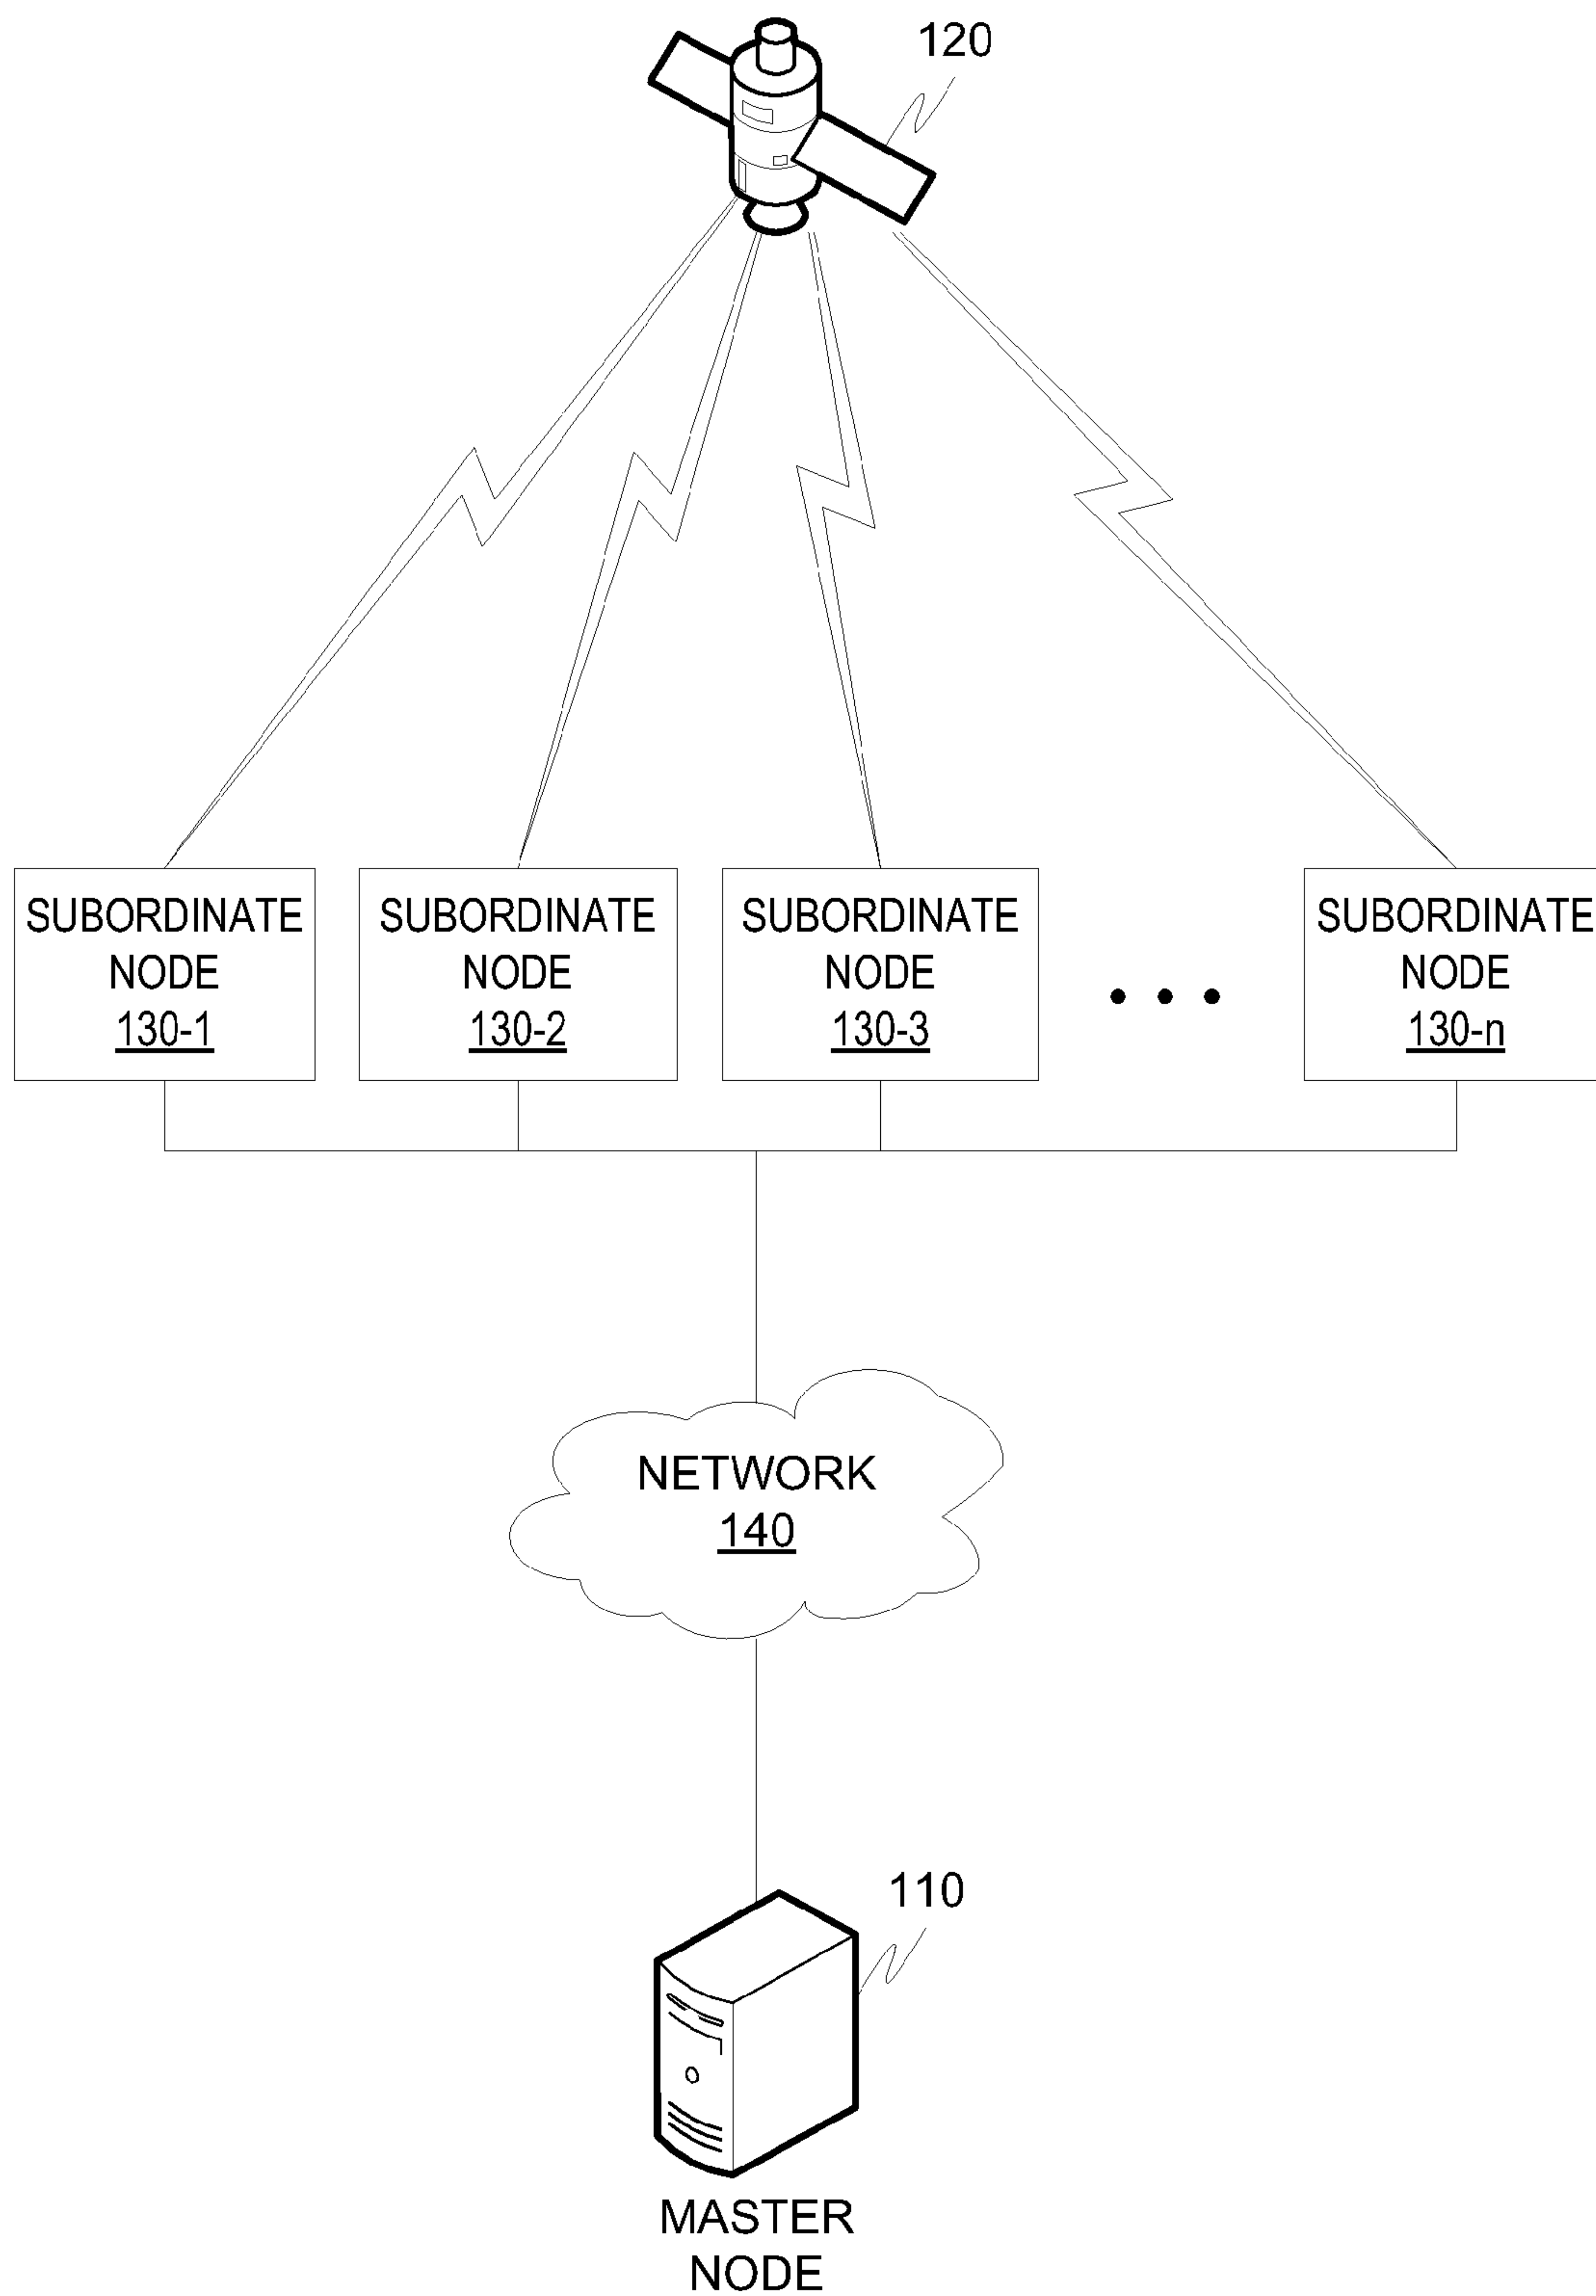 120
SUBORDINATE
NODE
130-1
SUBORDINATE
NODE
130-2
SUBORDINATE
NODE
130-3
SUBORDINATE
NODE
130-n
NETWORK
140
110
MASTER
NODE